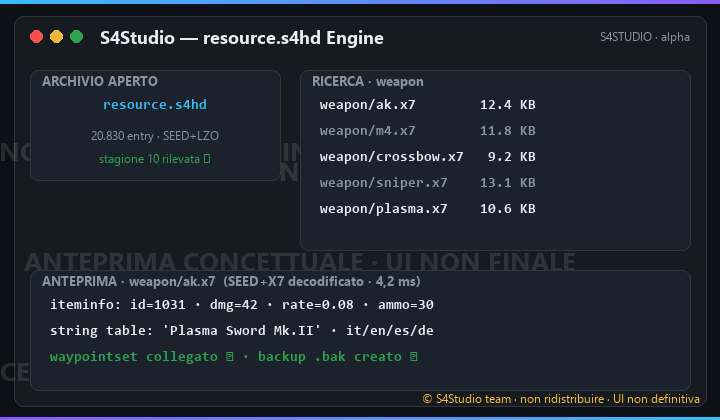 S4Studio — resource.s4hd Engine
S4STUDIO · alpha
ARCHIVIO APERTO
resource.s4hd
20.830 entry · SEED+LZO
stagione 10 rilevata
RICERCA · weapon
weapon/ak.x7 12.4 KB
weapon/m4.x7 11.8 KB
weapon/crossbow.x7 9.2 KB
weapon/sniper.x7 13.1 KB
weapon/plasma.x7 10.6 KB
ANTEPRIMA CONCETTUALE · UI NON FINALE
ANTEPRIMA · weapon/ak.x7 (SEED+X7 decodificato · 4,2 ms)
iteminfo: id=1031 · dmg=42 · rate=0.08 · ammo=30
string table: 'Plasma Sword Mk.II' · it/en/es/de
waypointset collegato · backup .bak creato
© S4Studio team · non ridistribuire · UI non definitiva